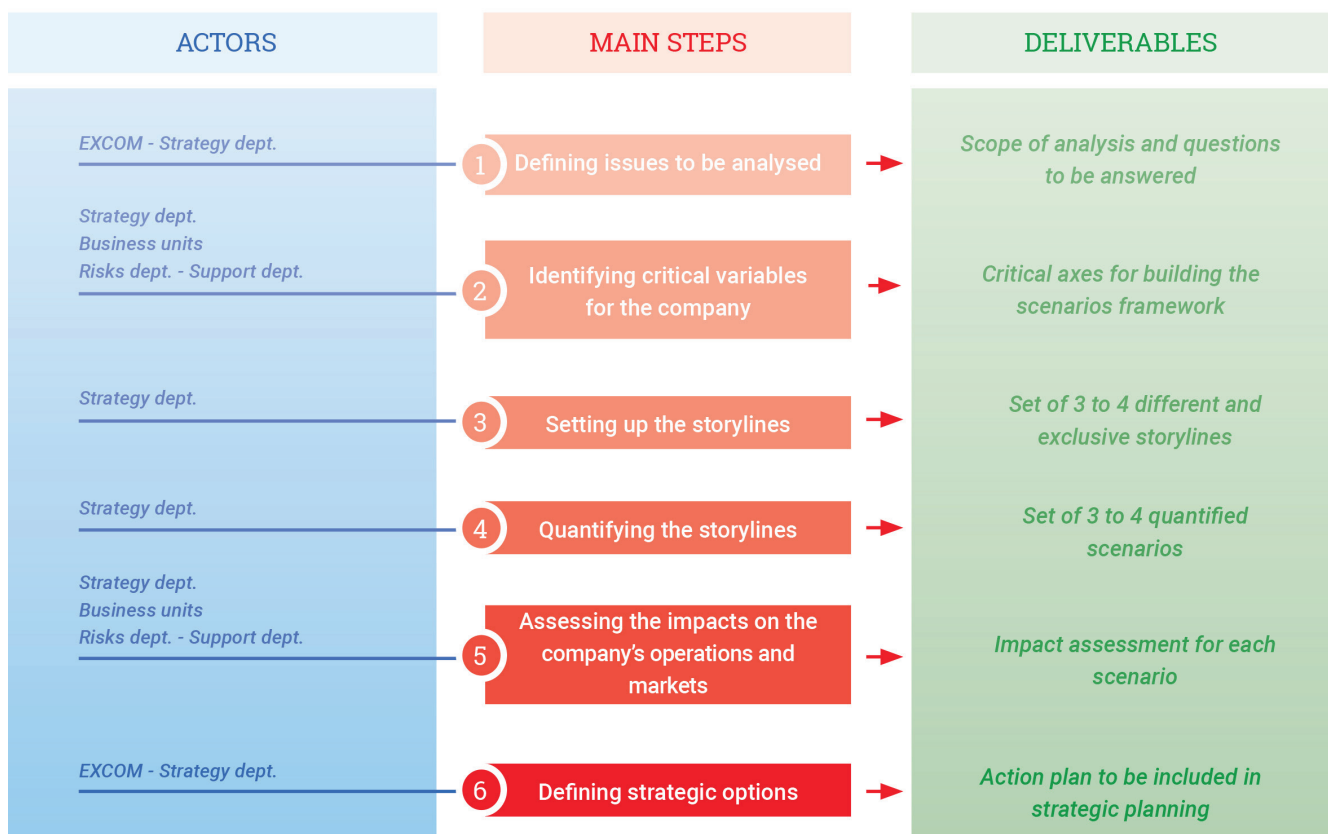 ACTORS
MAIN STEPS
DELIVERABLES
EXCOM - Strategy dept.
1
Defining issues to be analysed
Scope of analysis and questions
to be answered
Strategy dept.
Business units
Risks dept. - Support dept.
2
Identifying critical variables
for the company
Critical axes for building the
scenarios framework
Strategy dept.
3
Setting up the storylines
Set of 3 to 4 different and
exclusive storylines
Strategy dept.
4
Quantifying the storylines
Set of 3 to 4 quantified
scenarios
Strategy dept.
Business units
Risks dept. - Support dept.
5
Assessing the impacts on the
company’s operations and
markets
Impact assessment for each
scenario
EXCOM - Strategy dept.
6
Defining strategic options
Action plan to be included in
strategic planning